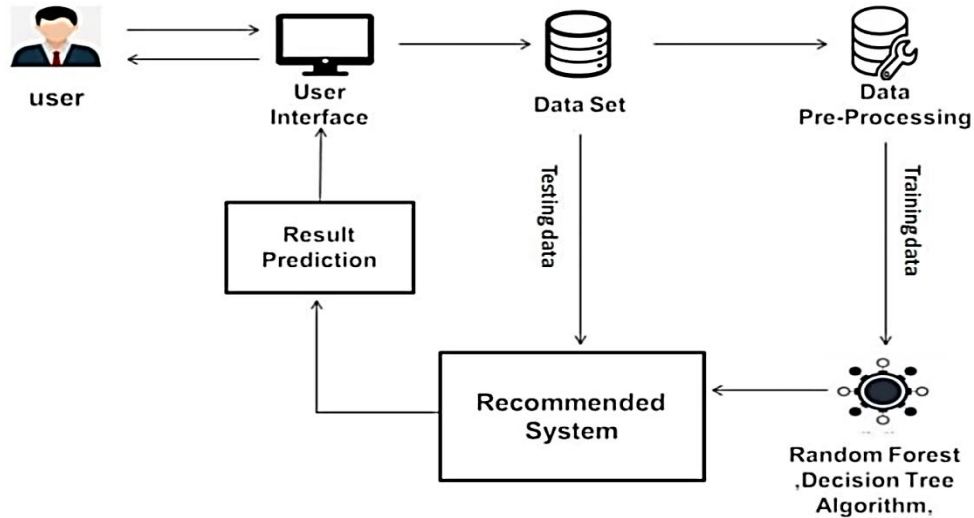 user
User
Interface
Data Set
Data
Pre-Processing
Testing data
Training data
Result
Prediction
Recommended
System
Random Forest
,Decision Tree
Algorithm,